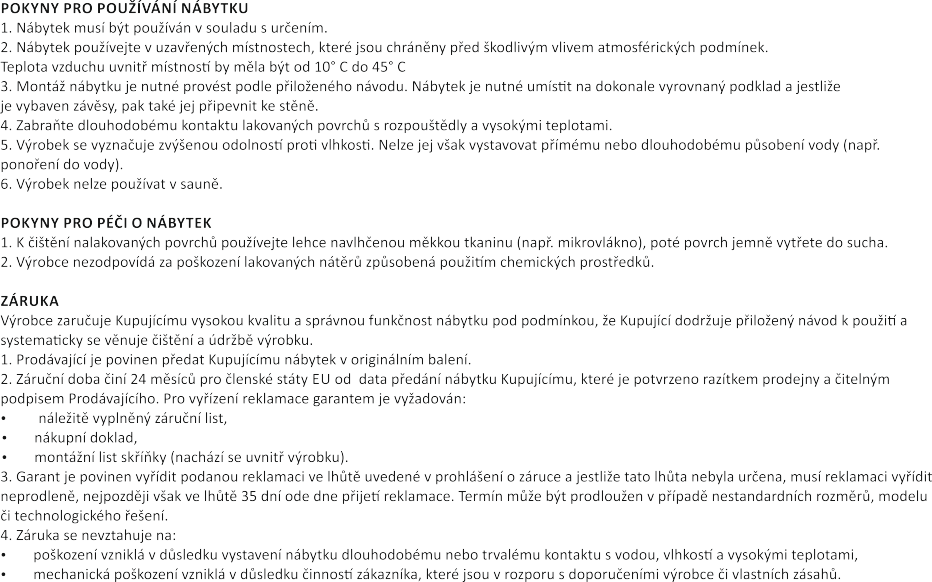 POKYNY PRO POUŽÍVÁNÍ NÁBYTKU
1. Nábytek musí být používán v souladu s určením.
2. Nábytek používejte v uzavřených místnostech, které jsou chráněny před škodlivým vlivem atmosférických podmínek.
Teplota vzduchu uvnitř místností by měla být od 10° C do 45° C
3. Montáž nábytku je nutné provést podle přiloženého návodu. Nábytek je nutné umístit na dokonale vyrovnaný podklad a jestliže
je vybaven závěsy, pak také jej připevnit ke stěně.
4. Zabraňte dlouhodobému kontaktu lakovaných povrchů s rozpouštědly a vysokými teplotami.
5. Výrobek se vyznačuje zvýšenou odolností proti vlhkosti. Nelze jej však vystavovat přímému nebo dlouhodobému působení vody (např.
ponoření do vody).
6. Výrobek nelze používat v sauně.
POKYNY PRO PÉČI O NÁBYTEK
1. K čištění nalakovaných povrchů používejte lehce navlhčenou měkkou tkaninu (např. mikrovlákno), poté povrch jemně vytřete do sucha.
2. Výrobce nezodpovídá za poškození lakovaných nátěrů způsobená použitím chemických prostředků.
ZÁRUKA
Výrobce zaručuje Kupujícímu vysokou kvalitu a správnou funkčnost nábytku pod podmínkou, že Kupující dodržuje přiložený návod k použití a
systematicky se věnuje čištění a údržbě výrobku.
1. Prodávající je povinen předat Kupujícímu nábytek v originálním balení.
2. Záruční doba činí 24 měsíců pro členské státy EU od data předání nábytku Kupujícímu, které je potvrzeno razítkem prodejny a čitelným
podpisem Prodávajícího. Pro vyřízení reklamace garantem je vyžadován:
• náležitě vyplněný záruční list,
• nákupní doklad,
• montážní list skříňky (nachází se uvnitř výrobku).
3. Garant je povinen vyřídit podanou reklamaci ve lhůtě uvedené v prohlášení o záruce a jestliže tato lhůta nebyla určena, musí reklamaci vyřídit
neprodleně, nejpozději však ve lhůtě 35 dní ode dne přijetí reklamace. Termín může být prodloužen v případě nestandardních rozměrů, modelu
či technologického řešení.
4. Záruka se nevztahuje na:
• poškození vzniklá v důsledku vystavení nábytku dlouhodobému nebo trvalému kontaktu s vodou, vlhkostí a vysokými teplotami,
• mechanická poškození vzniklá v důsledku činností zákazníka, které jsou v rozporu s doporučeními výrobce či vlastních zásahů.